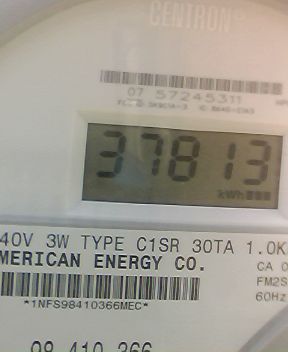 CENTRON®
07 57245311
37813
kWh
40V 3W TYPE C1SR 30TA 1.0K
MERICAN ENERGY CO.
CA 0
FM2S
60Hz
*1NFS98410366MEC*
98 410 366